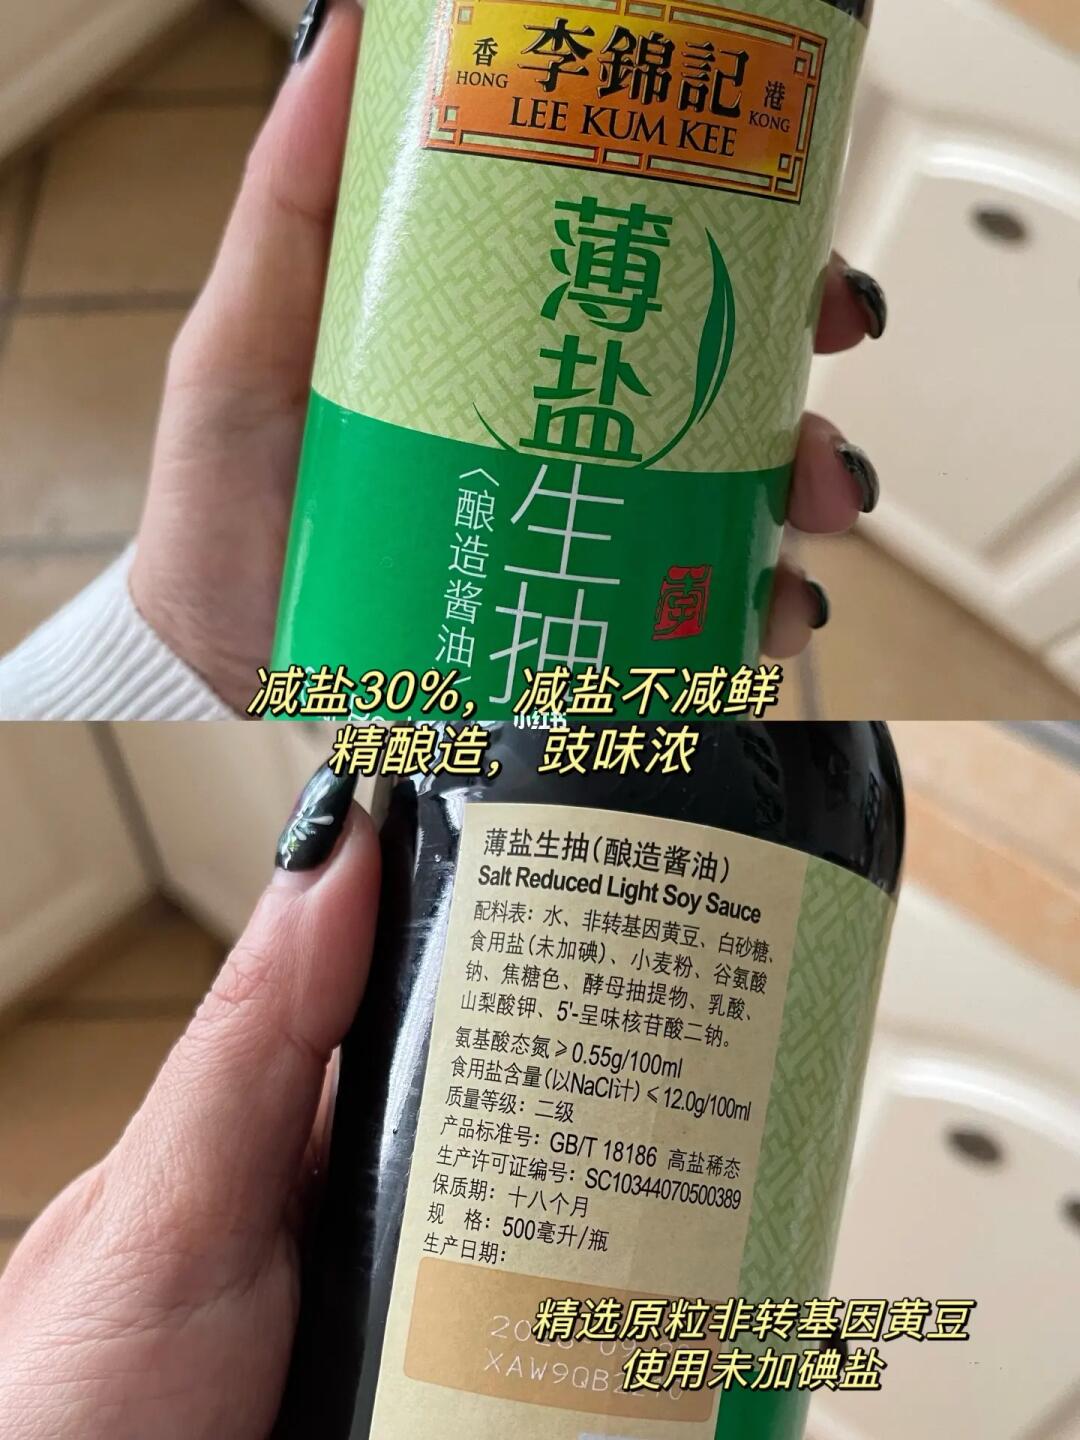 香 李錦記 港
HONG LEE KUM KEE KONG
薄盐
生抽
〈酿造酱油〉
减盐30%，减盐不减鲜
小红书
精酿造，豉味浓
薄盐生抽（酿造酱油）
Salt Reduced Light Soy Sauce
配料表：水、非转基因黄豆、白砂糖、
食用盐（未加碘）、小麦粉、谷氨酸
钠、焦糖色、酵母抽提物、乳酸、
山梨酸钾、5'-呈味核苷酸二钠。
氨基酸态氮≥0.55g/100ml
食用盐含量（以NaCl计）≤12.0g/100ml
质量等级：二级
产品标准号：GB/T 18186 高盐稀态
生产许可证编号：SC10344070500389
保质期：十八个月
规 格：500毫升/瓶
生产日期：
精选原粒非转基因黄豆
使用未加碘盐